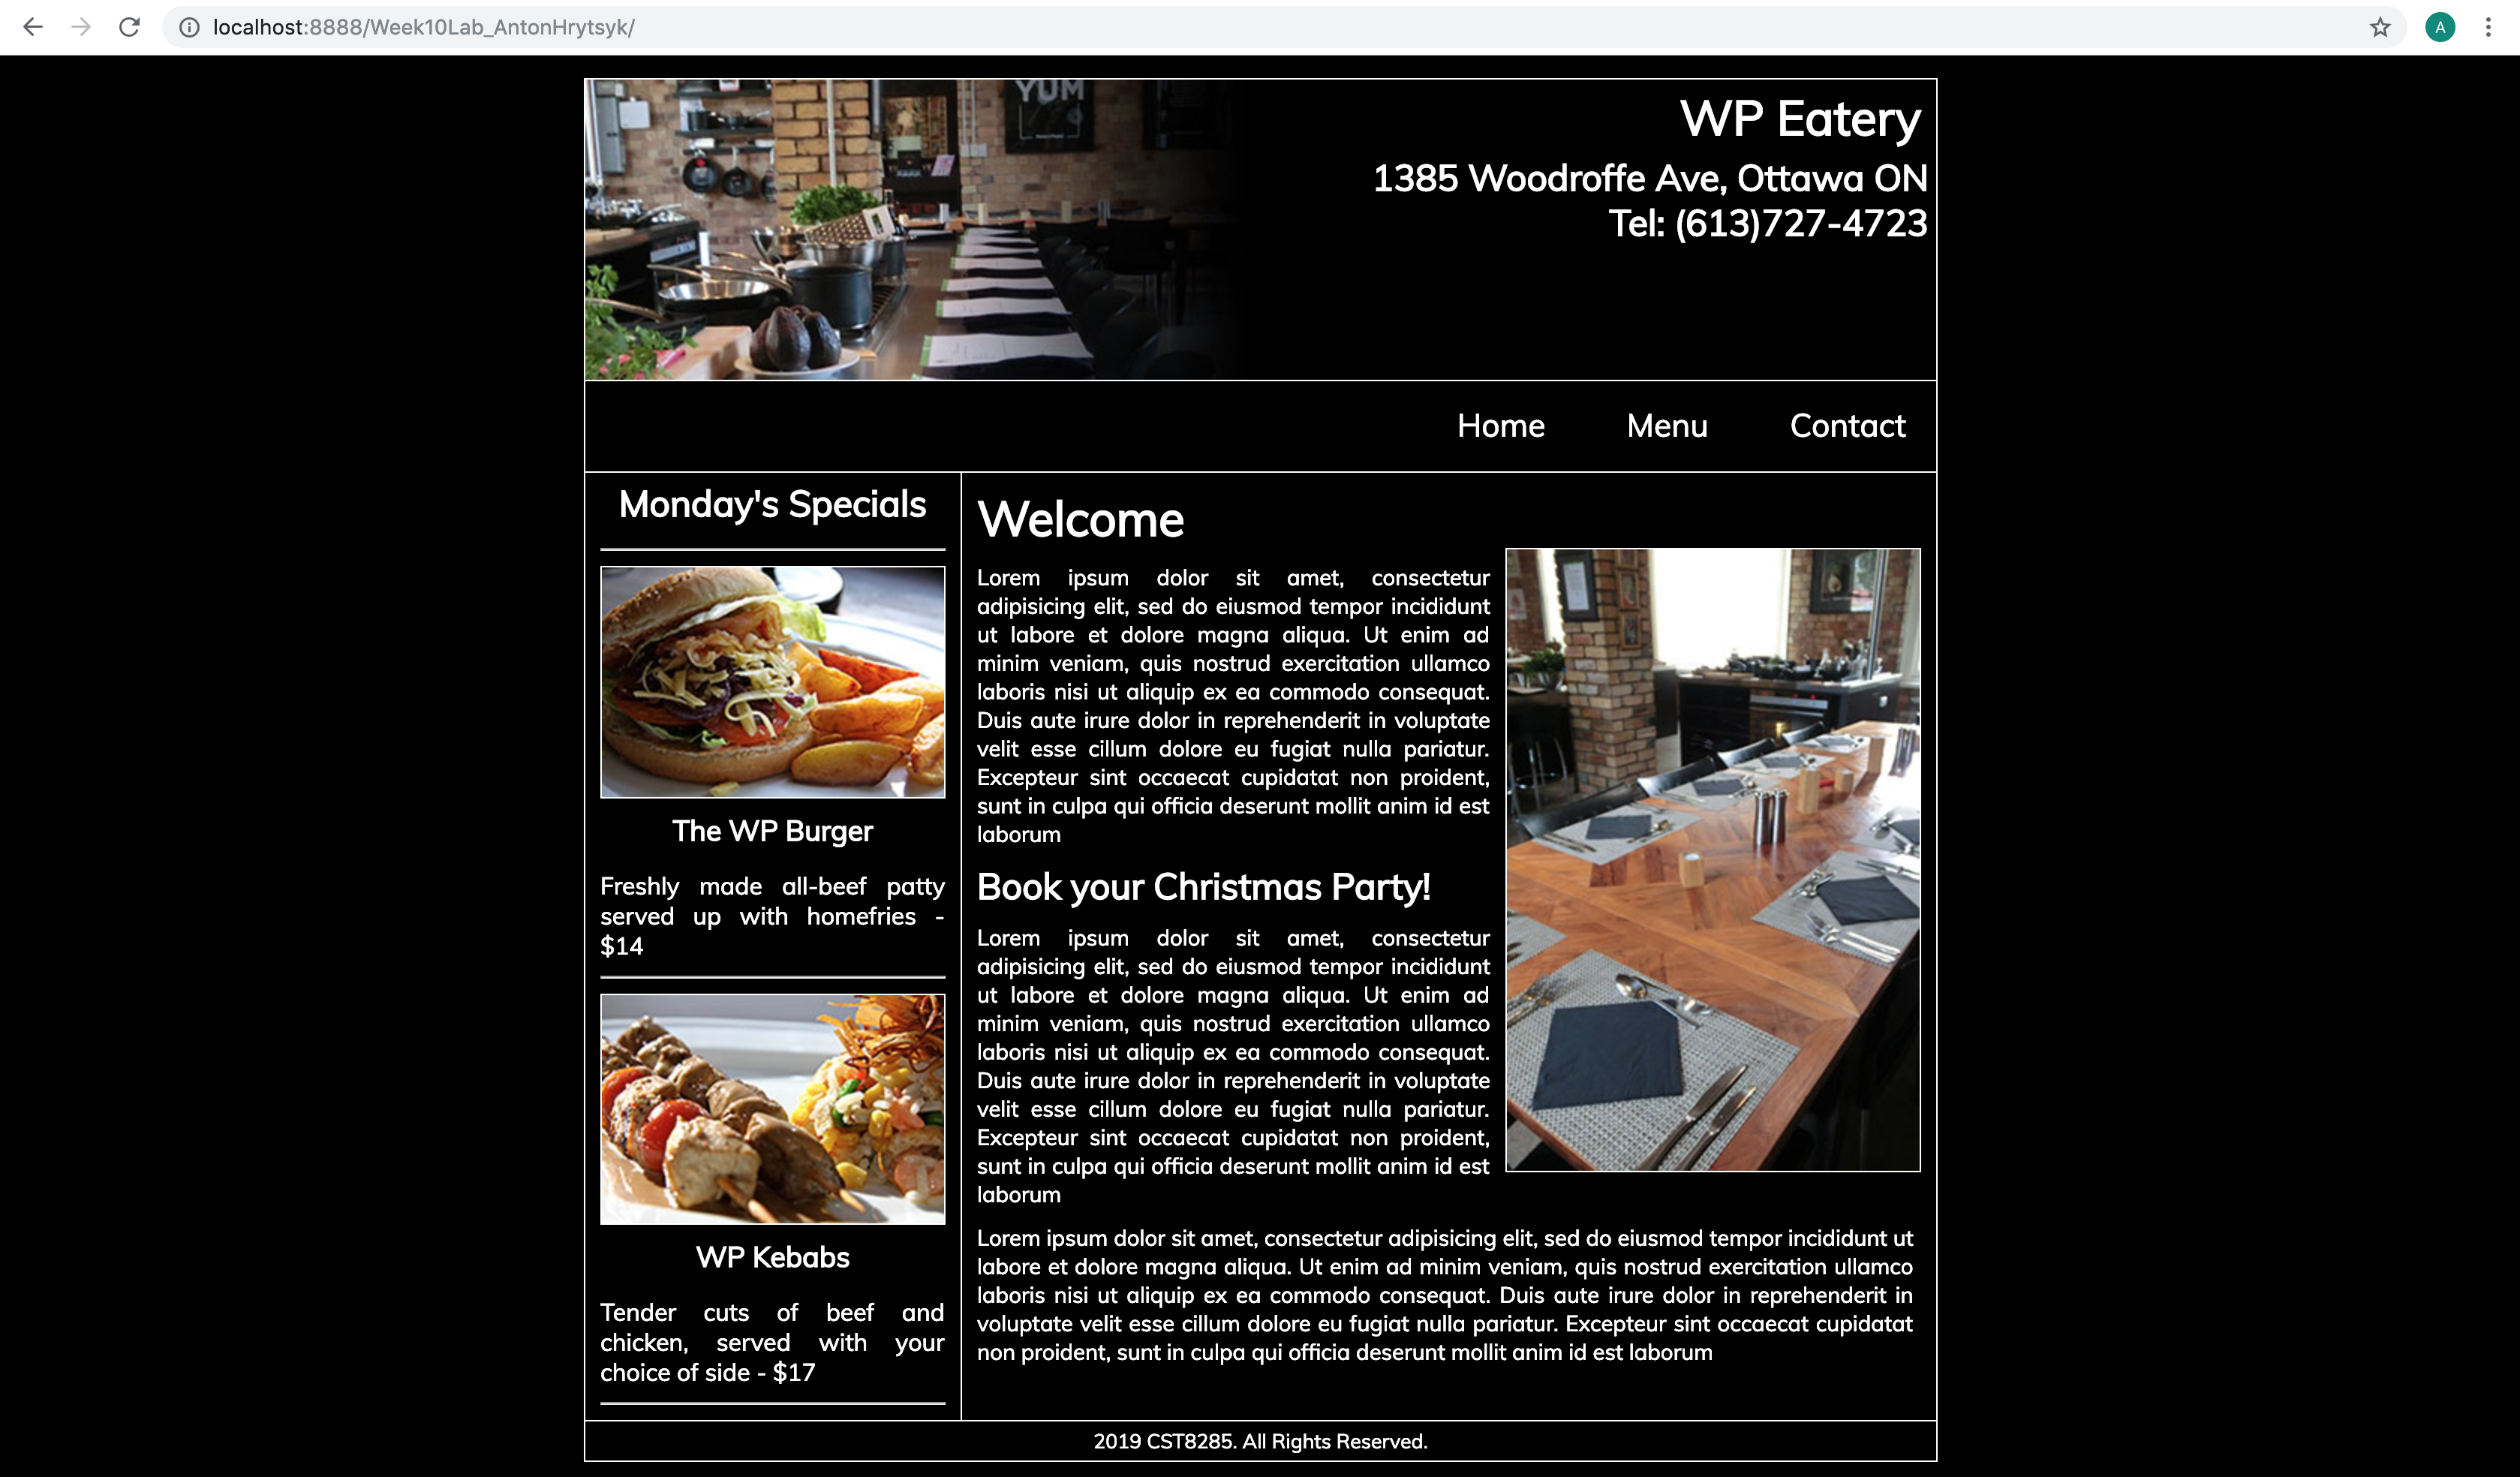 localhost:8888/Week10Lab_AntonHrytsyk/
A
YUM
WP Eatery
1385 Woodroffe Ave, Ottawa ON
Tel: (613)727-4723
Home Menu Contact
Monday's Specials
The WP Burger
Freshly made all-beef patty
served up with homefries -
$14
WP Kebabs
Tender cuts of beef and
chicken, served with your
choice of side - $17
Welcome
Lorem ipsum dolor sit amet, consectetur
adipisicing elit, sed do eiusmod tempor incididunt
ut labore et dolore magna aliqua. Ut enim ad
minim veniam, quis nostrud exercitation ullamco
laboris nisi ut aliquip ex ea commodo consequat.
Duis aute irure dolor in reprehenderit in voluptate
velit esse cillum dolore eu fugiat nulla pariatur.
Excepteur sint occaecat cupidatat non proident,
sunt in culpa qui officia deserunt mollit anim id est
laborum
Book your Christmas Party!
Lorem ipsum dolor sit amet, consectetur
adipisicing elit, sed do eiusmod tempor incididunt
ut labore et dolore magna aliqua. Ut enim ad
minim veniam, quis nostrud exercitation ullamco
laboris nisi ut aliquip ex ea commodo consequat.
Duis aute irure dolor in reprehenderit in voluptate
velit esse cillum dolore eu fugiat nulla pariatur.
Excepteur sint occaecat cupidatat non proident,
sunt in culpa qui officia deserunt mollit anim id est
laborum
Lorem ipsum dolor sit amet, consectetur adipisicing elit, sed do eiusmod tempor incididunt ut
labore et dolore magna aliqua. Ut enim ad minim veniam, quis nostrud exercitation ullamco
laboris nisi ut aliquip ex ea commodo consequat. Duis aute irure dolor in reprehenderit in
voluptate velit esse cillum dolore eu fugiat nulla pariatur. Excepteur sint occaecat cupidatat
non proident, sunt in culpa qui officia deserunt mollit anim id est laborum
2019 CST8285. All Rights Reserved.